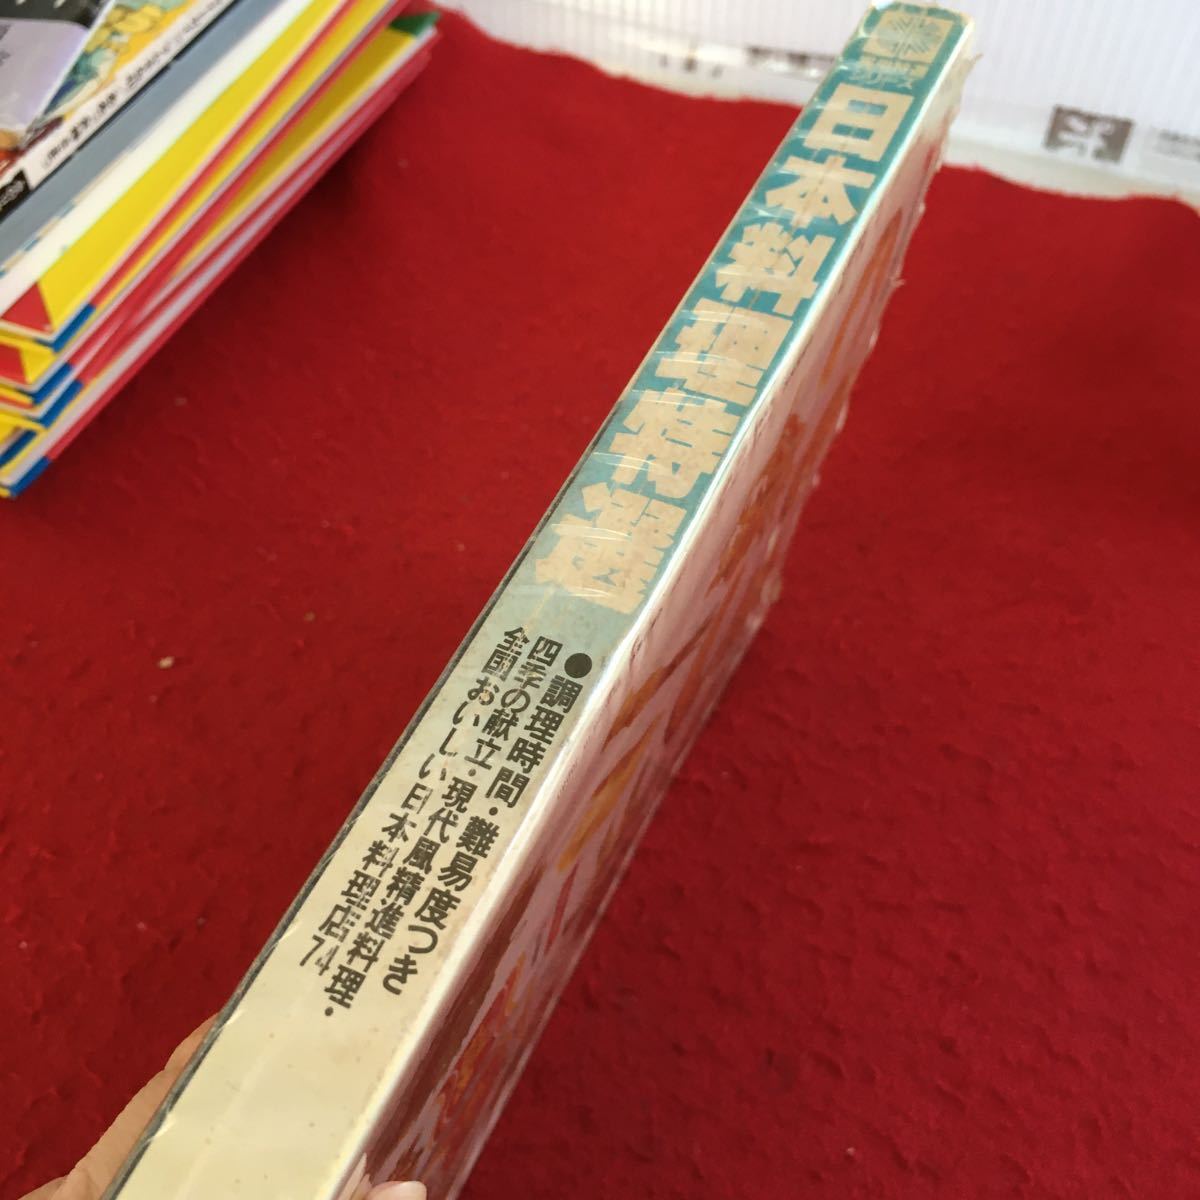 日本料理特選
●調理時間・難易度つき
四季の献立・現代風精進料理・
全国おいしい日本料理店74